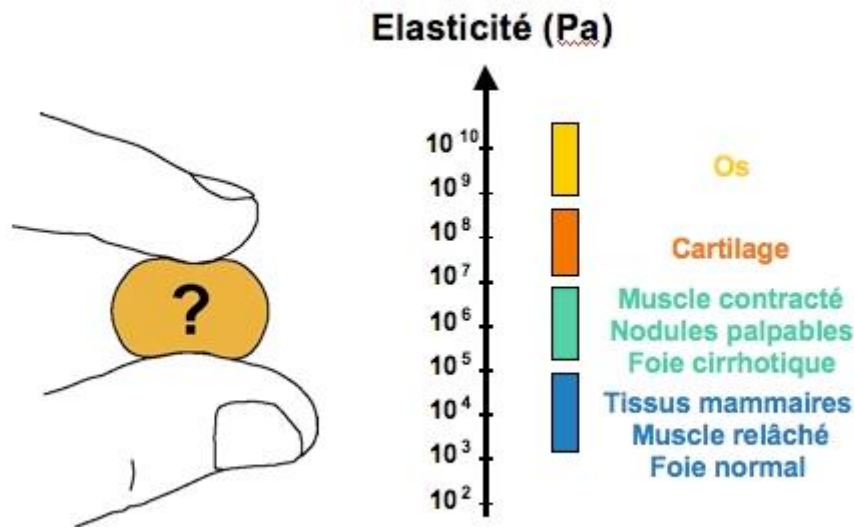 Elasticité (Pa)
10 10
10 9
10 8
10 7
10 6
10 5
10 4
10 3
10 2
?
Os
Cartilage
Muscle contracté
Nodules palpables
Foie cirrhotique
Tissus mammaires
Muscle relâché
Foie normal